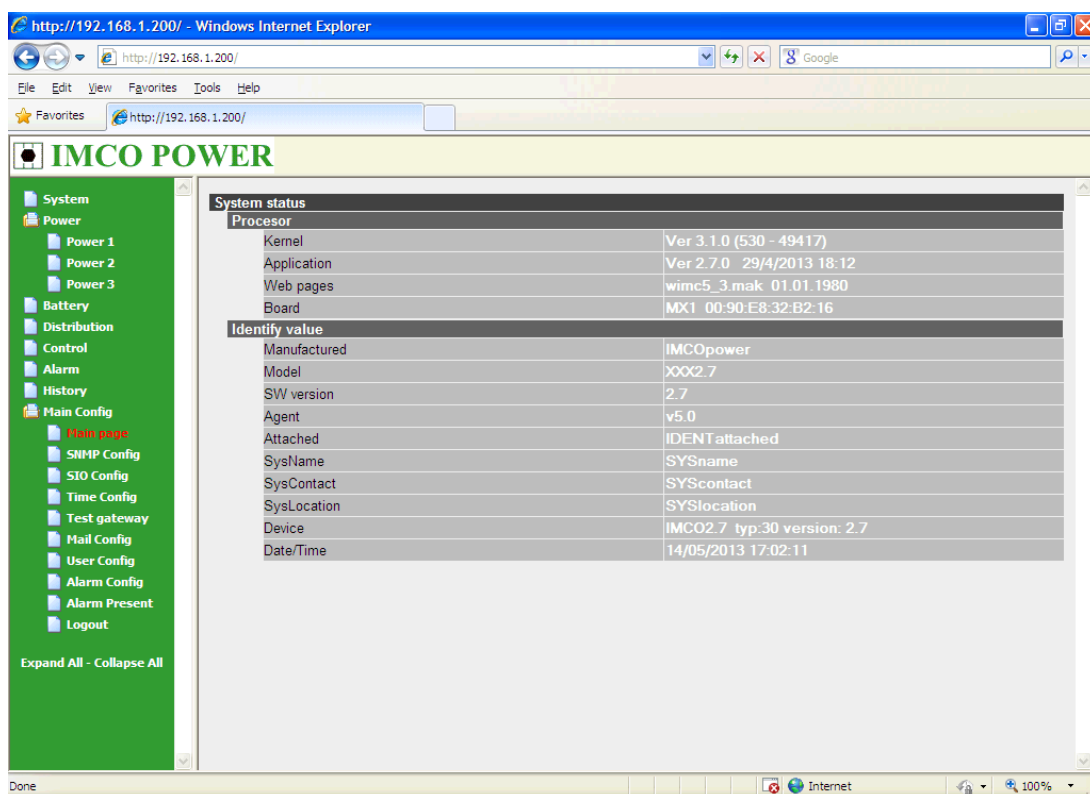 http://192.168.1.200/ - Windows Internet Explorer
http://192.168.1.200/
Google
File Edit View Favorites Tools Help
Favorites
http://192.168.1.200/
IMCO POWER
System
Power
Power 1
Power 2
Power 3
Battery
Distribution
Control
Alarm
History
Main Config
Main page
SNMP Config
SIO Config
Time Config
Test gateway
Mail Config
User Config
Alarm Config
Alarm Present
Logout
Expand All - Collapse All
System status
Procesor
Kernel Ver 3.1.0 (530 - 49417)
Application Ver 2.7.0 29/4/2013 18:12
Web pages wimc5_3.mak 01.01.1980
Board MX1 00:90:E8:32:B2:16
Identify value
Manufactured IMCOpower
Model XXX2.7
SW version 2.7
Agent v5.0
Attached IDENTattached
SysName SYSname
SysContact SYScontact
SysLocation SYSlocation
Device IMCO2.7 typ:30 version: 2.7
Date/Time 14/05/2013 17:02:11
Done
Internet
100%